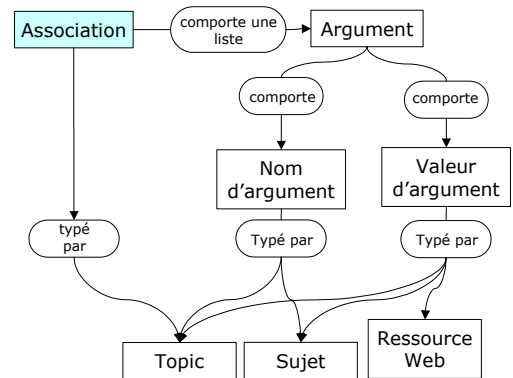 Association
comporte une
liste
Argument
comporte
comporte
Nom
d'argument
Valeur
d'argument
typé
par
Typé par
Typé par
Topic
Sujet
Ressource
Web